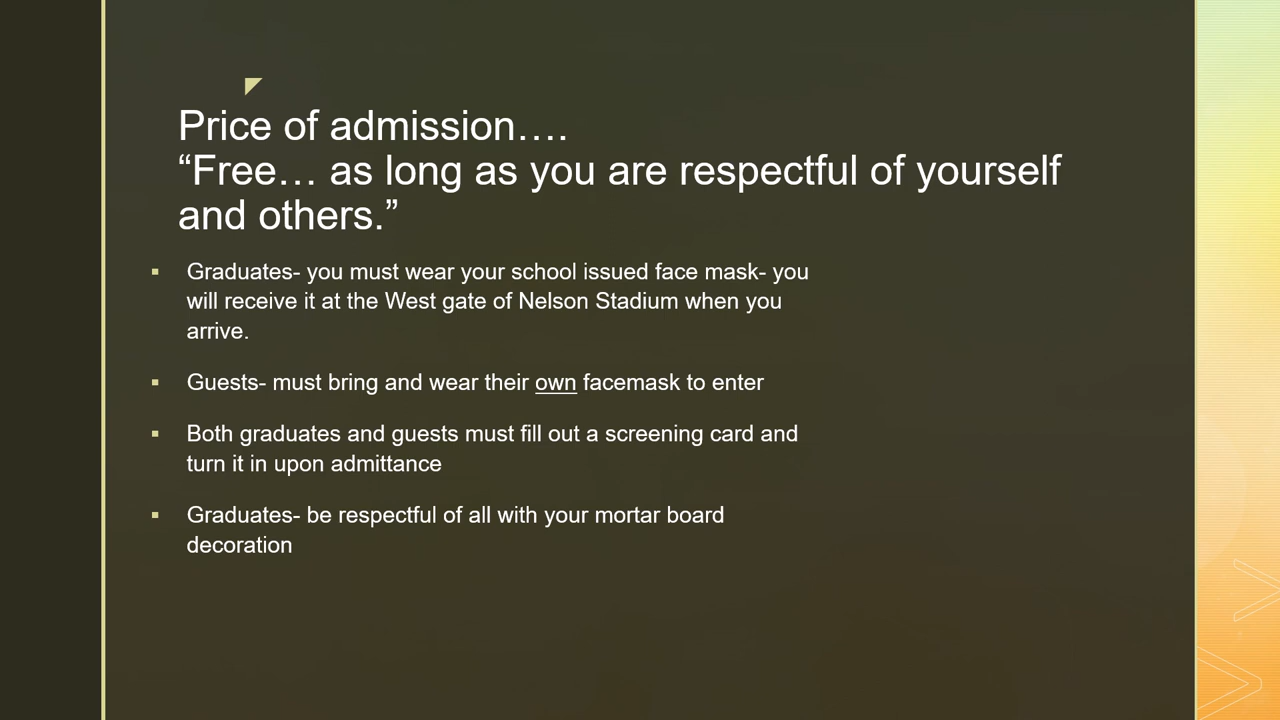 Price of admission….
“Free… as long as you are respectful of yourself
and others.”
▪ Graduates- you must wear your school issued face mask- you
will receive it at the West gate of Nelson Stadium when you
arrive.
▪ Guests- must bring and wear their own facemask to enter
▪ Both graduates and guests must fill out a screening card and
turn it in upon admittance
▪ Graduates- be respectful of all with your mortar board
decoration